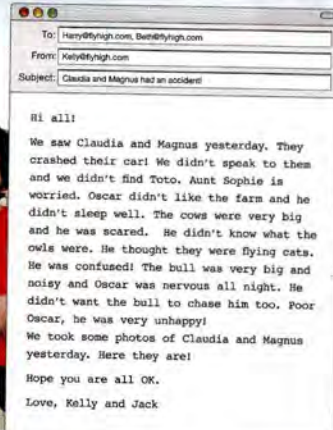 To: Harry@flyhigh.com, Beth@flyhigh.com
From: Kelly@flyhigh.com
Subject: Claudia and Magnus had an accident!
Hi all!
We saw Claudia and Magnus yesterday. They
crashed their car! We didn't speak to them
and we didn't find Toto. Aunt Sophie is
worried. Oscar didn't like the farm and he
didn't sleep well. The cows were very big
and he was scared. He didn't know what the
owls were. He thought they were flying cats.
He was confused! The bull was very big and
noisy and Oscar was nervous all night. He
didn't want the bull to chase him too. Poor
Oscar, he was very unhappy!
We took some photos of Claudia and Magnus
yesterday. Here they are!
Hope you are all OK.
Love, Kelly and Jack